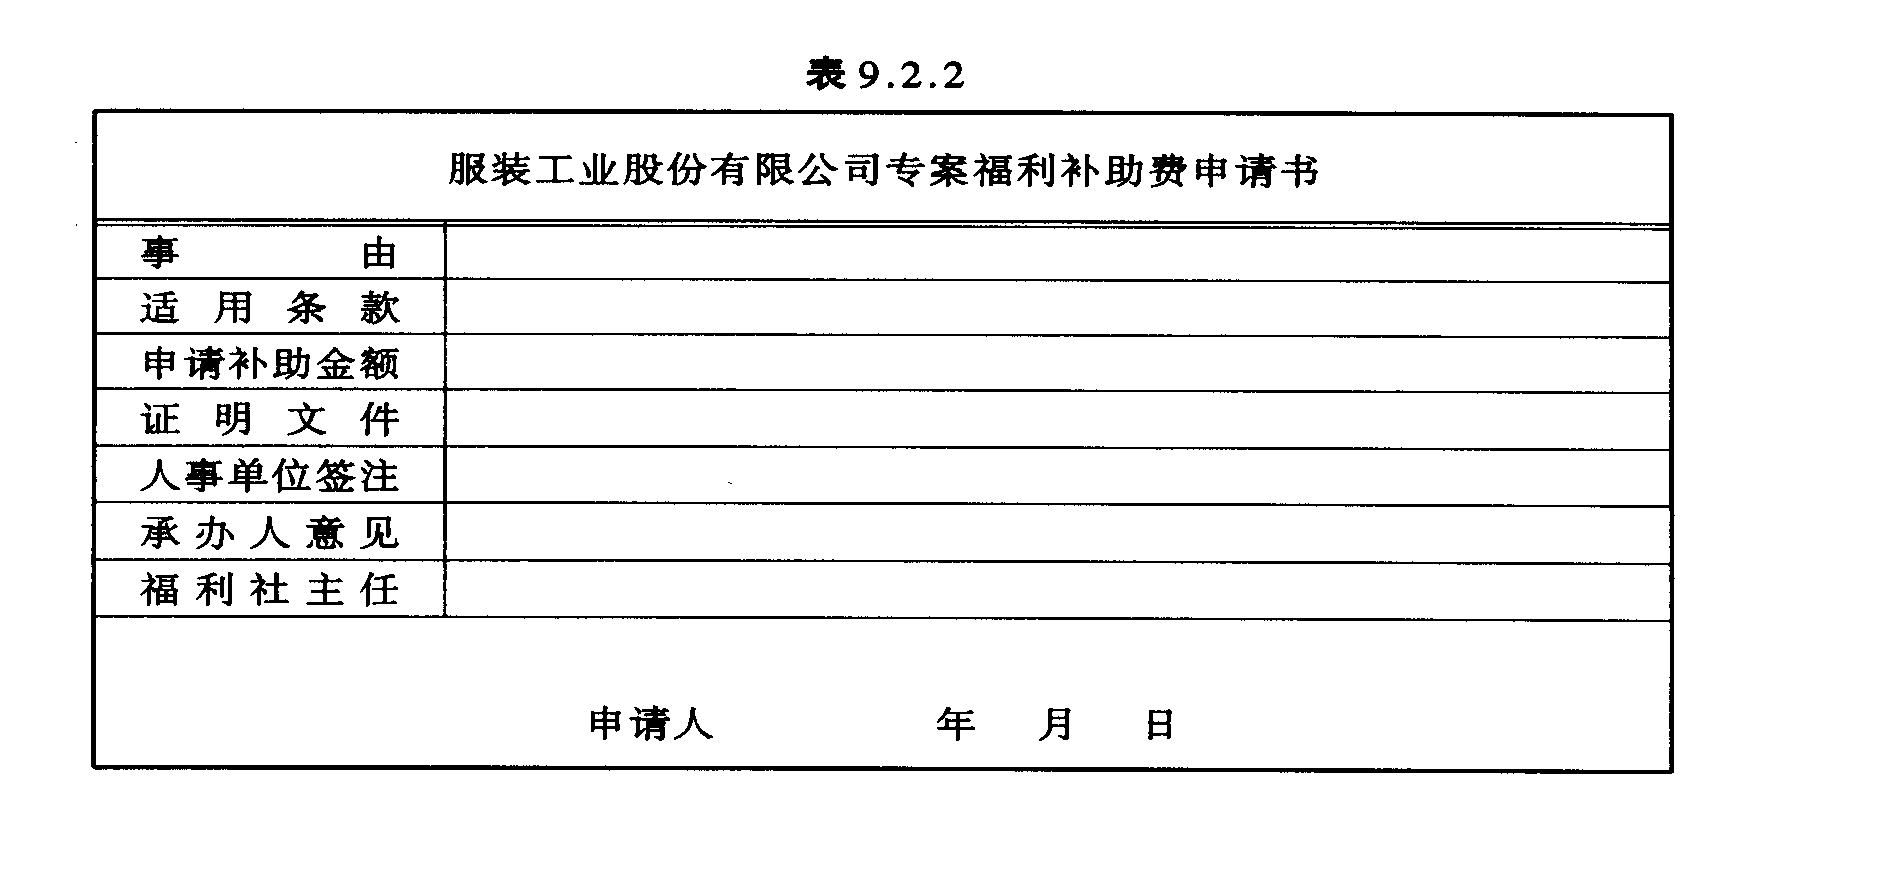 表9.2.2
服装工业股份有限公司专案福利补助费申请书
事由
适用条款
申请补助金额
证明文件
人事单位签注
承办人意见
福利社主任
申请人 年 月 日